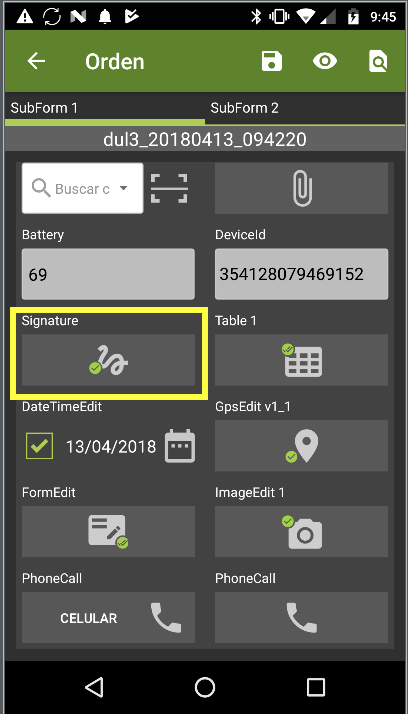 9:45
Orden
SubForm 1 SubForm 2
dul3_20180413_094220
Buscar c
Battery DeviceId
69 354128079469152
Signature Table 1
DateTimeEdit GpsEdit v1_1
13/04/2018
FormEdit ImageEdit 1
PhoneCall PhoneCall
CELULAR